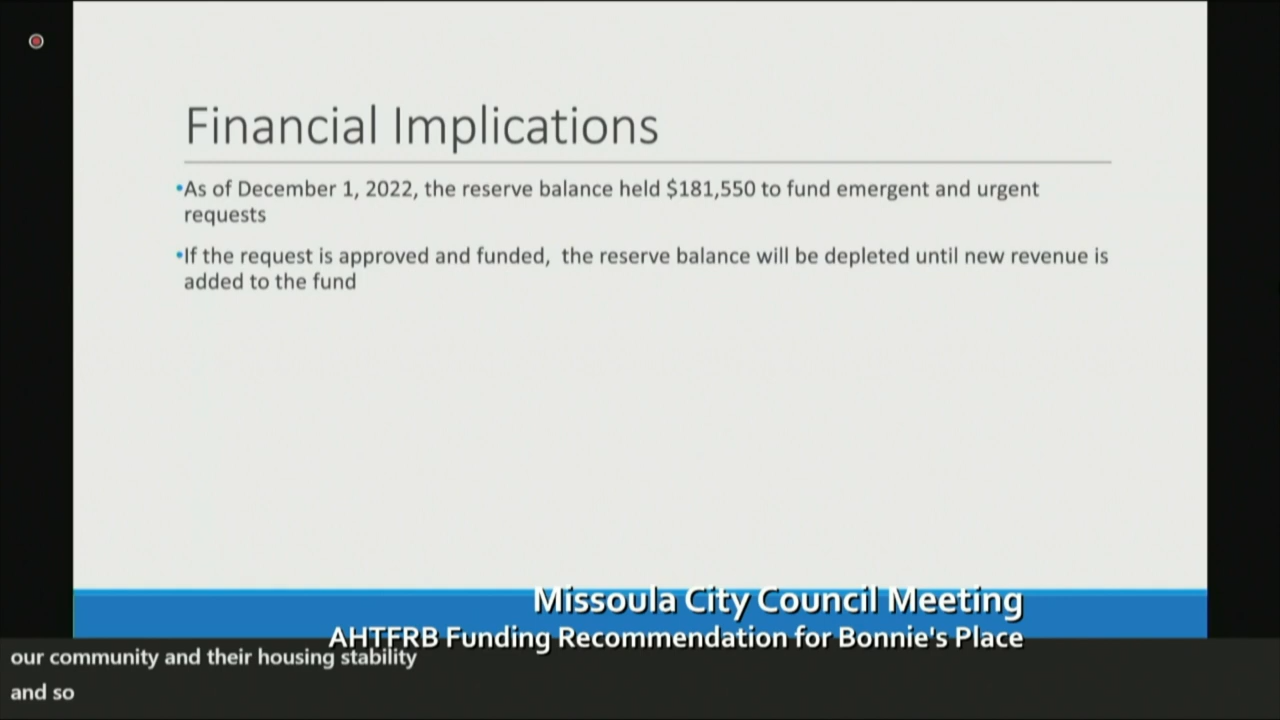 Financial Implications
•As of December 1, 2022, the reserve balance held $181,550 to fund emergent and urgent
requests
•If the request is approved and funded,  the reserve balance will be depleted until new revenue is
added to the fund
Missoula City Council Meeting
AHTFRB Funding Recommendation for Bonnie's Place
our community and their housing stability
and so